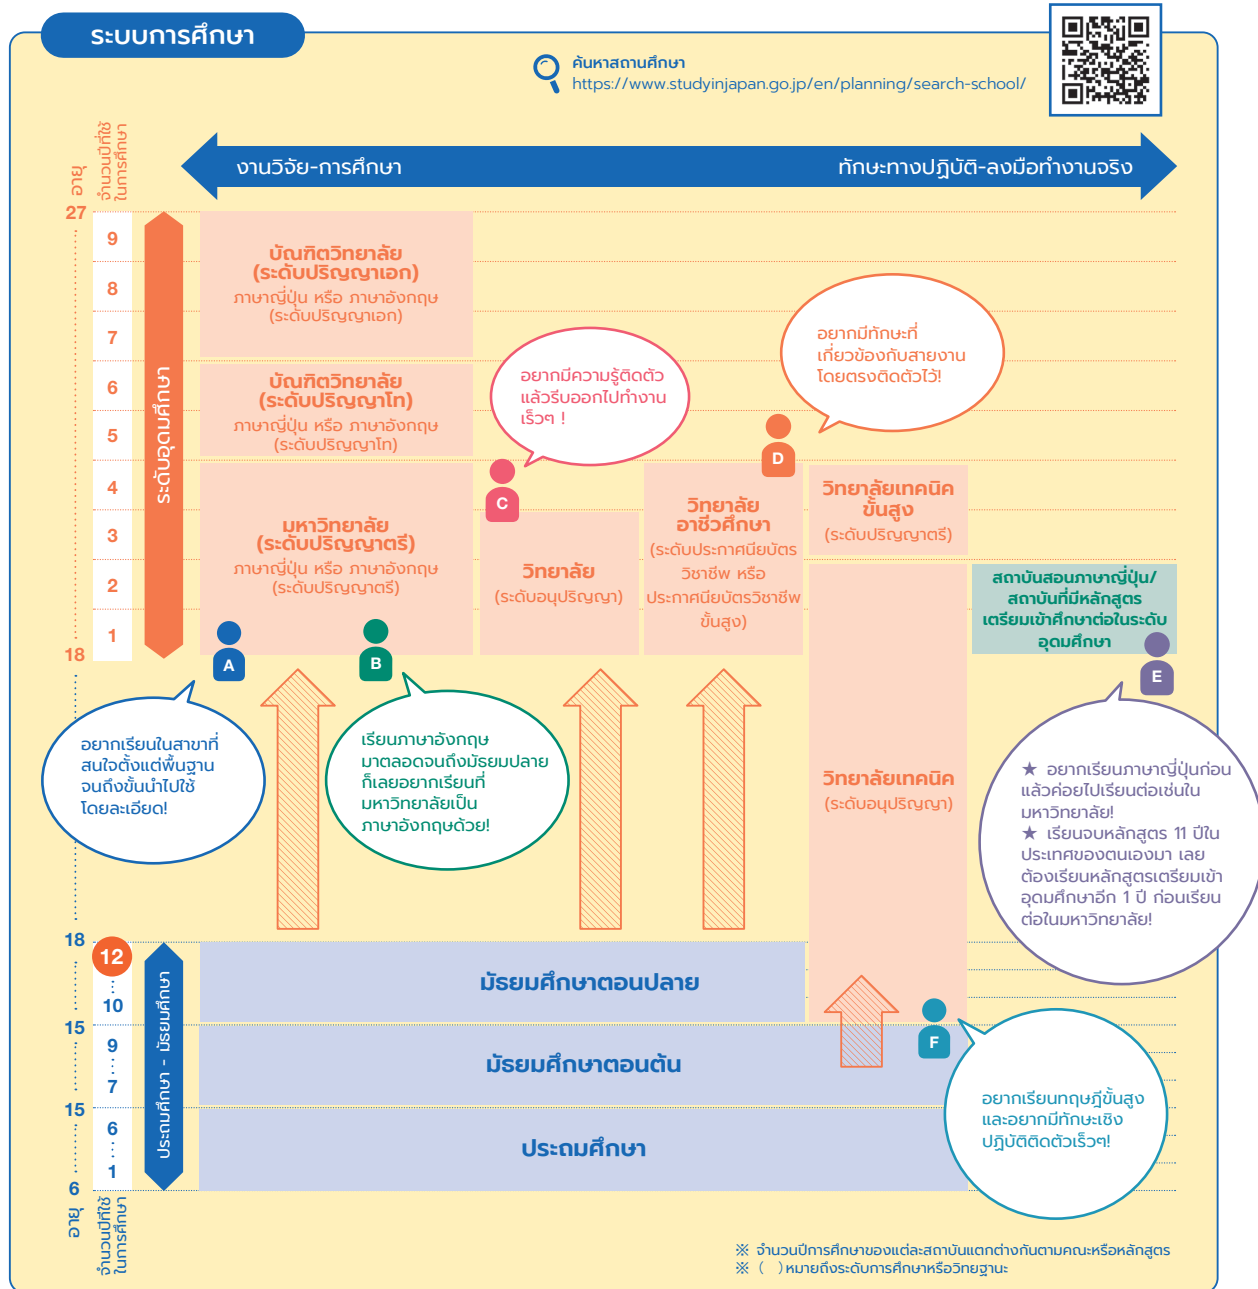 ระบบการศึกษา
ค้นหาสถานศึกษา
https://www.studyinjapan.go.jp/en/planning/search-school/
อายุ
จำนวนปีที่ใช้
ในการศึกษา
งานวิจัย-การศึกษา
ทักษะทางปฏิบัติ-ลงมือทำงานจริง
27
9
8
7
6
5
4
3
2
1
18
ระดับอุดมศึกษา
บัณฑิตวิทยาลัย
(ระดับปริญญาเอก)
ภาษาญี่ปุ่น หรือ ภาษาอังกฤษ
(ระดับปริญญาเอก)
บัณฑิตวิทยาลัย
(ระดับปริญญาโท)
ภาษาญี่ปุ่น หรือ ภาษาอังกฤษ
(ระดับปริญญาโท)
มหาวิทยาลัย
(ระดับปริญญาตรี)
ภาษาญี่ปุ่น หรือ ภาษาอังกฤษ
(ระดับปริญญาตรี)
อยากมีความรู้ติดตัว
แล้วรีบออกไปทำงาน
เร็วๆ !
C
วิทยาลัย
(ระดับอนุปริญญา)
อยากมีทักษะที่
เกี่ยวข้องกับสายงาน
โดยตรงติดตัวไว้!
D
วิทยาลัย
อาชีวศึกษา
(ระดับประกาศนียบัตร
วิชาชีพ หรือ
ประกาศนียบัตรวิชาชีพ
ขั้นสูง)
วิทยาลัยเทคนิค
ขั้นสูง
(ระดับปริญญาตรี)
สถาบันสอนภาษาญี่ปุ่น/
สถาบันที่มีหลักสูตร
เตรียมเข้าศึกษาต่อในระดับ
อุดมศึกษา
A
B
E
อยากเรียนในสาขาที่
สนใจตั้งแต่พื้นฐาน
จนถึงขั้นนำไปใช้
โดยละเอียด!
เรียนภาษาอังกฤษ
มาตลอดจนถึงมัธยมปลาย
ก็เลยอยากเรียนที่
มหาวิทยาลัยเป็น
ภาษาอังกฤษด้วย!
วิทยาลัยเทคนิค
(ระดับอนุปริญญา)
★ อยากเรียนภาษาญี่ปุ่นก่อน
แล้วค่อยไปเรียนต่อเช่นใน
มหาวิทยาลัย!
★ เรียนจบหลักสูตร 11 ปีใน
ประเทศของตนเองมา เลย
ต้องเรียนหลักสูตรเตรียมเข้า
อุดมศึกษาอีก 1 ปี ก่อนเรียน
ต่อในมหาวิทยาลัย!
18
12
10
15
9
7
15
6
1
6
ประถมศึกษา - มัธยมศึกษา
มัธยมศึกษาตอนปลาย
มัธยมศึกษาตอนต้น
ประถมศึกษา
F
อยากเรียนทฤษฎีขั้นสูง
และอยากมีทักษะเชิง
ปฏิบัติติดตัวเร็วๆ!
อายุ
จำนวนปีที่ใช้
ในการศึกษา
※ จำนวนปีการศึกษาของแต่ละสถาบันแตกต่างกันตามคณะหรือหลักสูตร
※ (   ) หมายถึงระดับการศึกษาหรือวิทยฐานะ